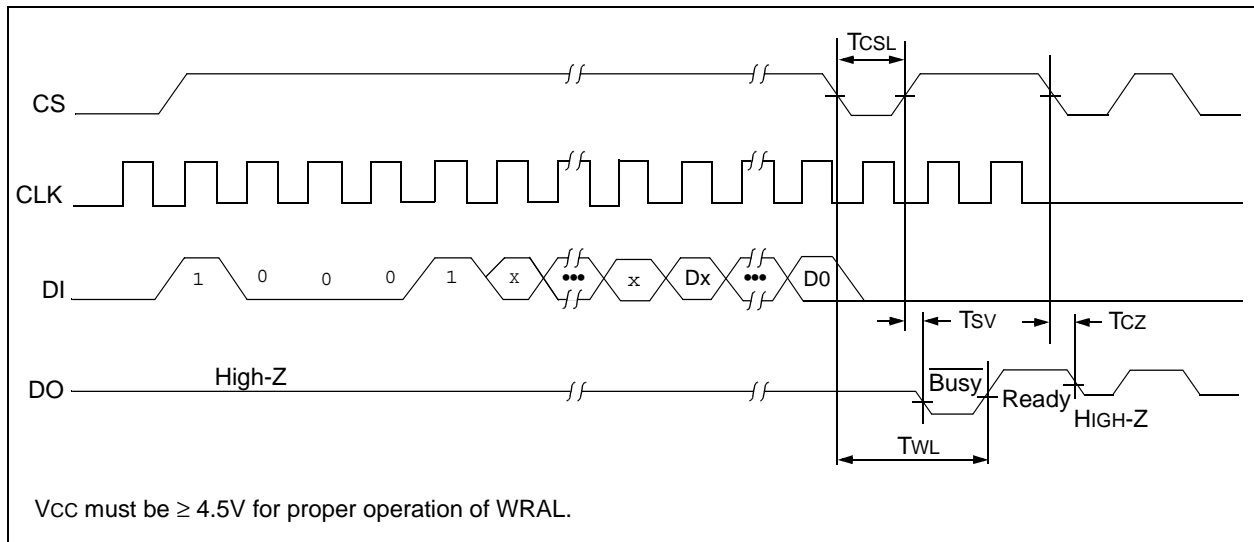 TCSL
CS
CLK
DI
1 0 0 0 1 x ••• x Dx ••• D0
TSV
TCZ
DO
High-Z
Busy
Ready
HIGH-Z
TWL
VCC must be ≥ 4.5V for proper operation of WRAL.